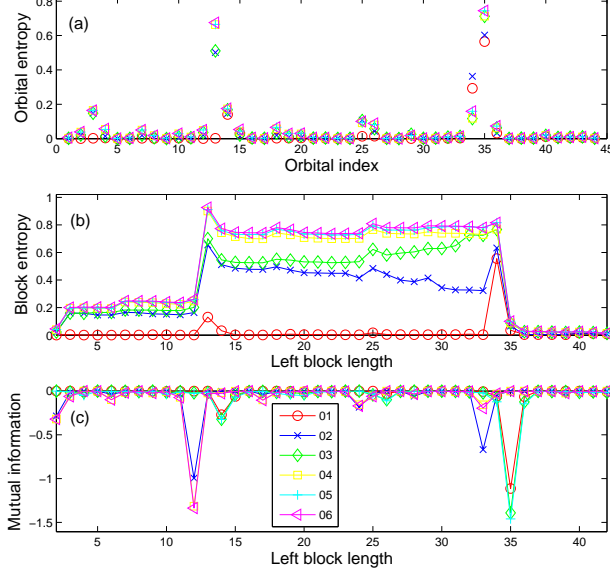 (a)
Orbital entropy
0.8
0.6
0.4
0.2
0
0 5 10 15 20 25 30 35 40 45
Orbital index
(b)
Block entropy
1
0.8
0.6
0.4
0.2
0
5 10 15 20 25 30 35 40
Left block length
(c)
Mutual information
0
−0.5
−1
−1.5
5 10 15 20 25 30 35 40
Left block length
01
02
03
04
05
06